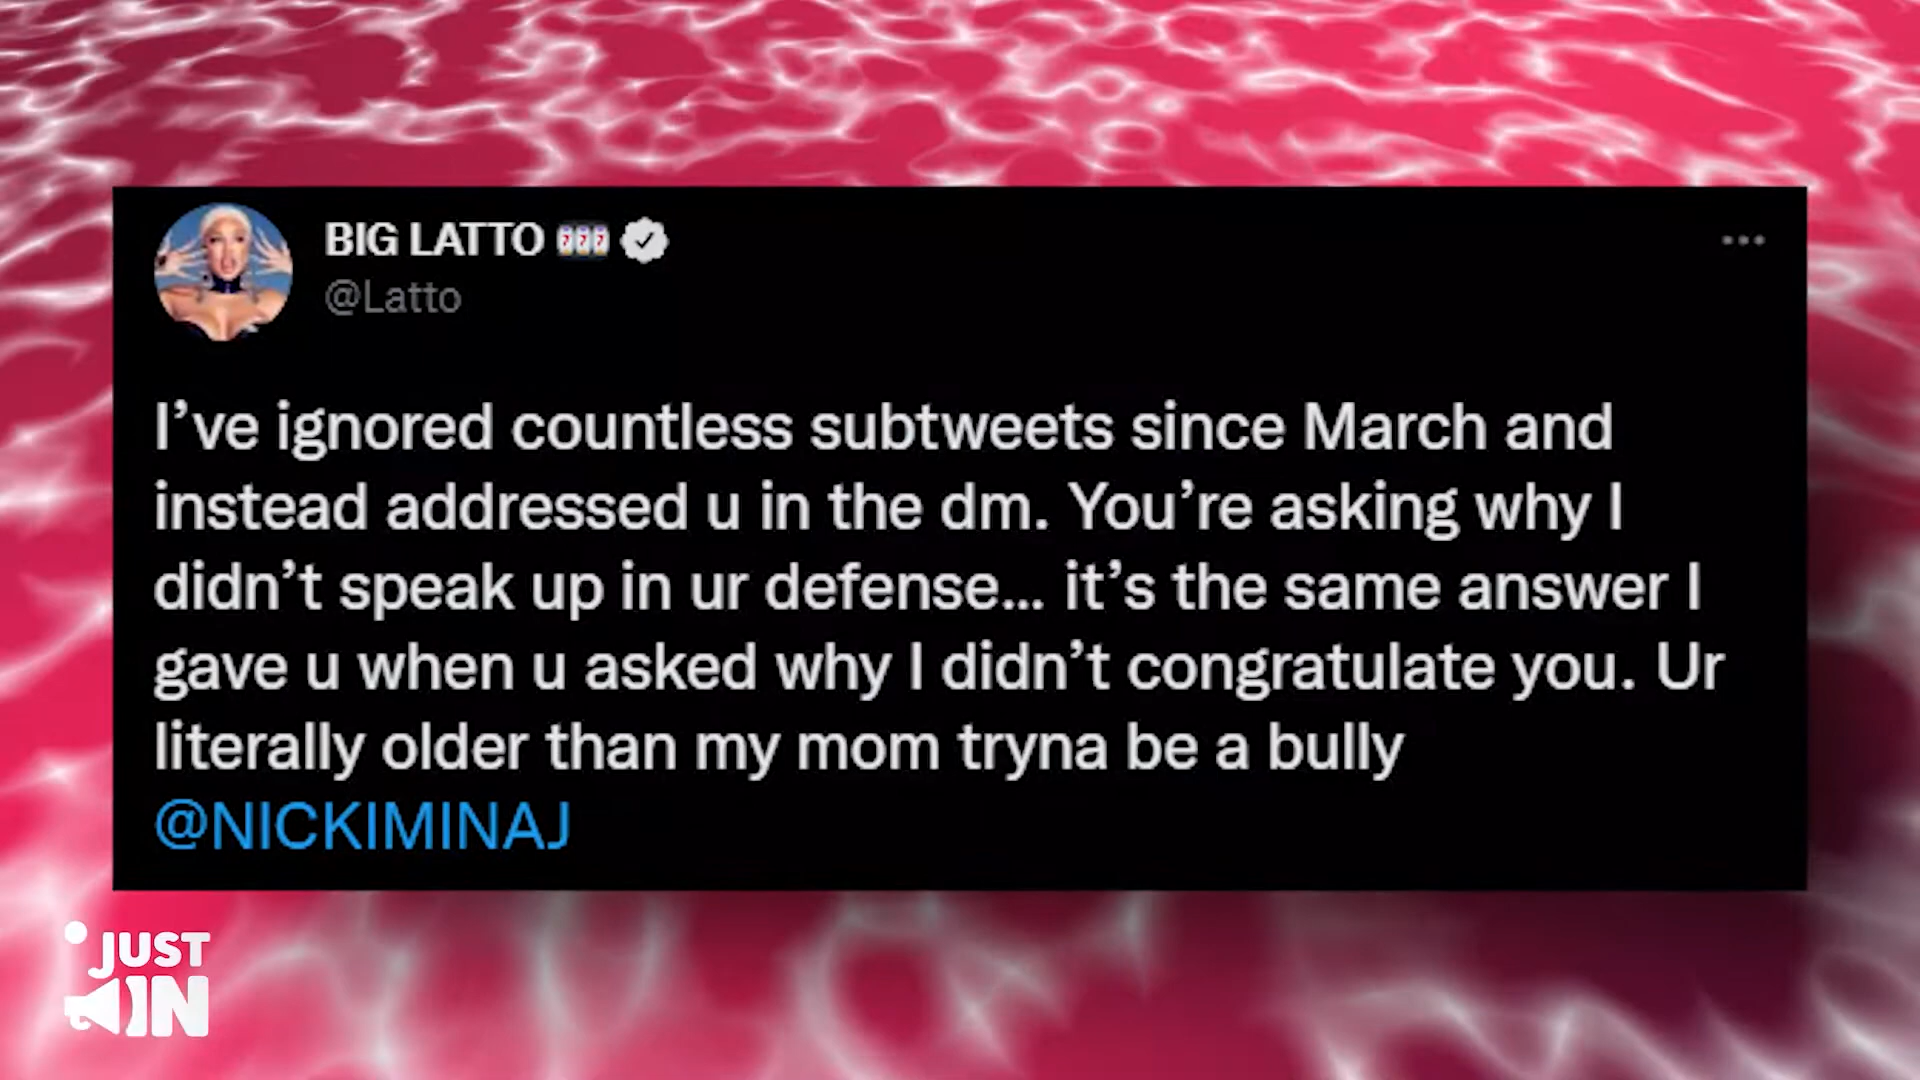 BIG LATTO 🎰
@Latto
I’ve ignored countless subtweets since March and
instead addressed u in the dm. You’re asking why I
didn’t speak up in ur defense... it’s the same answer I
gave u when u asked why I didn’t congratulate you. Ur
literally older than my mom tryna be a bully
@NICKIMINAJ
JUST
IN